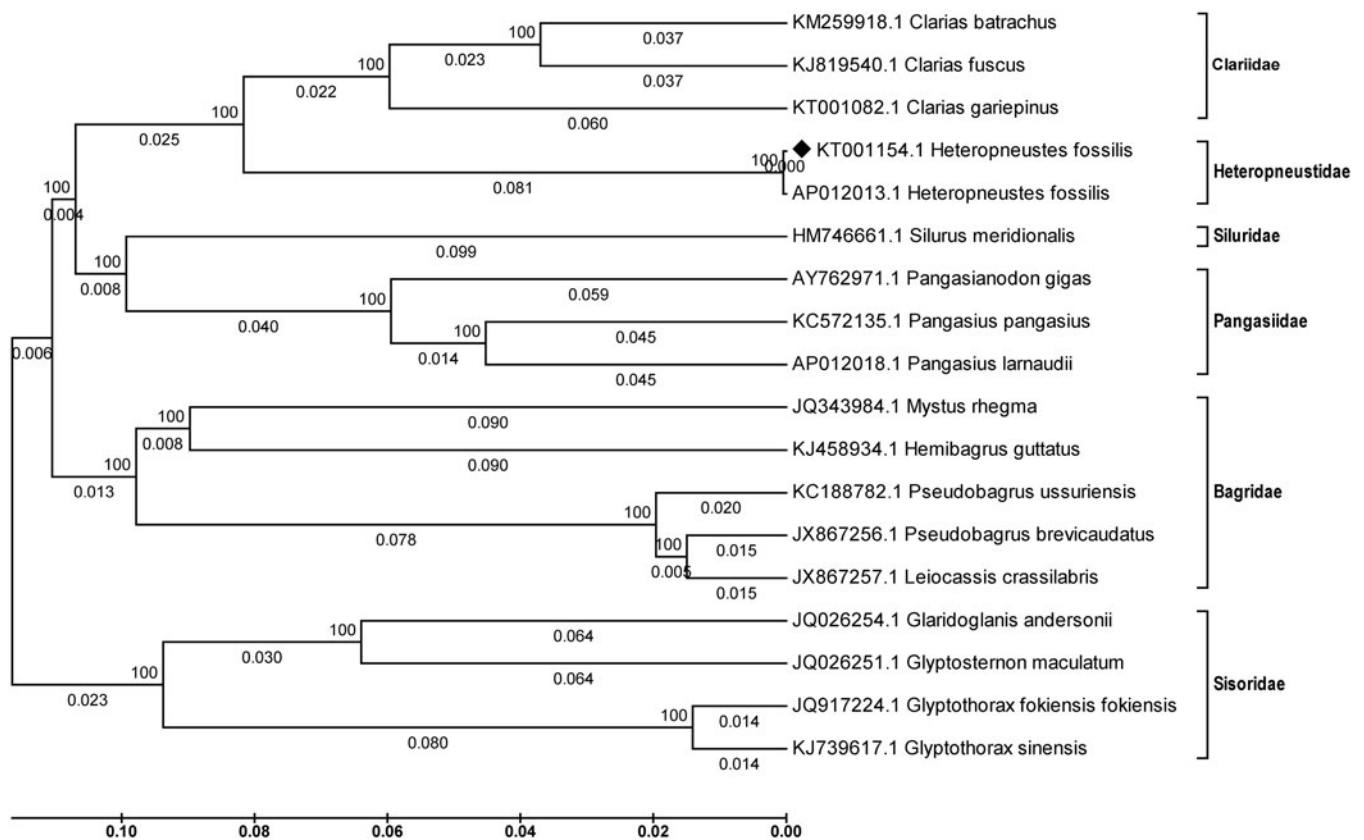 KM259918.1 Clarias batrachus
100
0.037
0.023
KJ819540.1 Clarias fuscus
Clariidae
100
0.037
0.022
KT001082.1 Clarias gariepinus
100
0.060
0.025
KT001154.1 Heteropneustes fossilis
100
0.000
Heteropneustidae
0.081
AP012013.1 Heteropneustes fossilis
100
0.004
HM746661.1 Silurus meridionalis
Siluridae
0.099
100
0.008
AY762971.1 Pangasianodon gigas
100
0.059
0.040
KC572135.1 Pangasius pangasius
Pangasiidae
100
0.045
0.014
AP012018.1 Pangasius larnaudii
0.045
0.006
JQ343984.1 Mystus rhegma
100
0.090
0.008
KJ458934.1 Hemibagrus guttatus
0.090
100
0.013
KC188782.1 Pseudobagrus ussuriensis
Bagridae
100
0.020
0.078
JX867256.1 Pseudobagrus brevicaudatus
100
0.015
0.005
JX867257.1 Leiocassis crassilabris
0.015
JQ026254.1 Glaridoglanis andersonii
100
0.064
0.030
JQ026251.1 Glyptosternon maculatum
0.064
Sisoridae
100
0.023
JQ917224.1 Glyptothorax fokiensis fokiensis
100
0.014
0.080
KJ739617.1 Glyptothorax sinensis
0.014
0.10 0.08 0.06 0.04 0.02 0.00